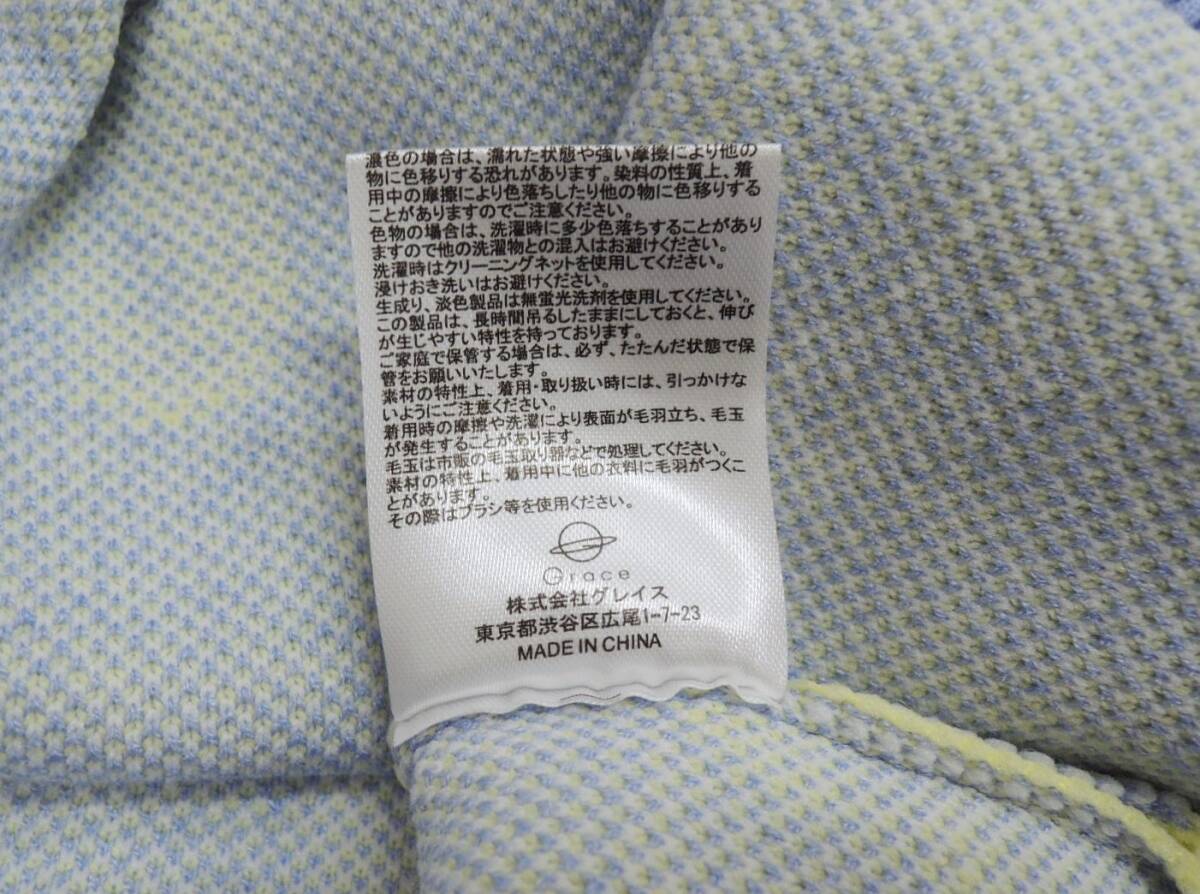 濃色の場合は、濡れた状態や強い摩擦により他の
物に色移りする恐れがあります。染料の性質上、着
用中の摩擦により色落ちしたり他の物に色移りする
ことがありますのでご注意ください。
色物の場合は、洗濯時に多少色落ちすることがあり
ますので他の洗濯物との混入はお避けください。
洗濯時はクリーニングネットを使用してください。
浸けおき洗いはお避けください。
生成り、淡色製品は無蛍光洗剤を使用してください。
この製品は、長時間吊るしたままにしておくと、伸び
が生じやすい特性を持っております。
ご家庭で保管する場合は、必ず、たたんだ状態で保
管をお願いいたします。
素材の特性上、着用・取り扱い時には、引っかけな
いようにご注意ください。
着用時の摩擦や洗濯により表面が毛羽立ち、毛玉
が発生することがあります。
毛玉は市販の毛玉取り器などで処理してください。
素材の特性上、着用中に他の衣料に毛羽がつくこ
とがあります。
その際はブラシ等を使用ください。
Grace
株式会社グレイス
東京都渋谷区広尾1-7-23
MADE IN CHINA